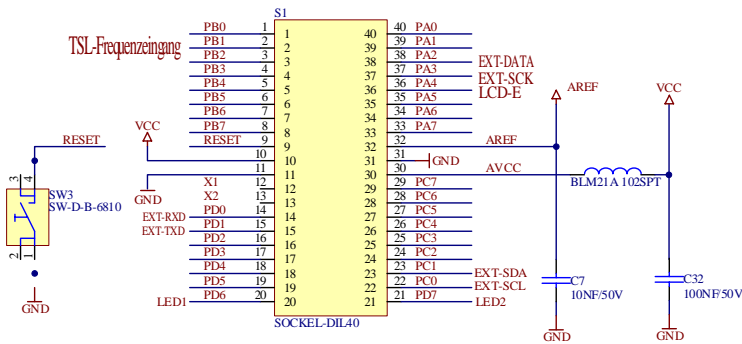 S1
PB0 1 1 40 40 PA0
TSL-Frequenzeingang PB1 2 2 39 39 PA1
PB2 3 3 38 38 PA2 EXT-DATA
PB3 4 4 37 37 PA3 EXT-SCK
PB4 5 5 36 36 PA4 LCD-E
PB5 6 6 35 35 PA5
PB6 7 7 34 34 PA6
PB7 8 8 33 33 PA7
RESET RESET 9 9 32 32 AREF
VCC 10 10 31 31 GND
GND 11 11 30 30 AVCC
X1 12 12 29 29 PC7
X2 13 13 28 28 PC6
EXT-RXD PD0 14 14 27 27 PC5
EXT-TXD PD1 15 15 26 26 PC4
PD2 16 16 25 25 PC3
PD3 17 17 24 24 PC2
PD4 18 18 23 23 PC1 EXT-SDA
PD5 19 19 22 22 PC0 EXT-SCL
LED1 PD6 20 20 21 21 PD7 LED2
SOCKEL-DIL40
3 4
SW3
SW-D-B-6810
2 1
GND
AREF
VCC
BLM21A102SPT
C7
10NF/50V
GND
C32
100NF/50V
GND